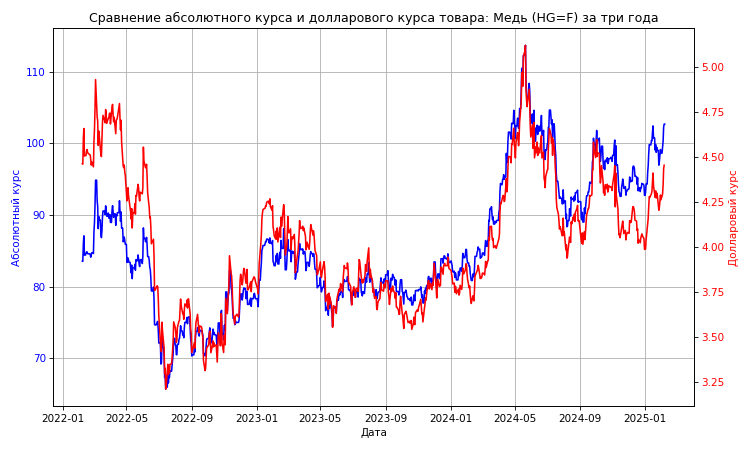 Сравнение абсолютного курса и долларового курса товара: Медь (HG=F) за три года
Абсолютный курс
110
100
90
80
70
5.00
4.75
4.50
4.25
4.00
3.75
3.50
3.25
Долларовый курс
2022-01 2022-05 2022-09 2023-01 2023-05 2023-09 2024-01 2024-05 2024-09 2025-01
Дата